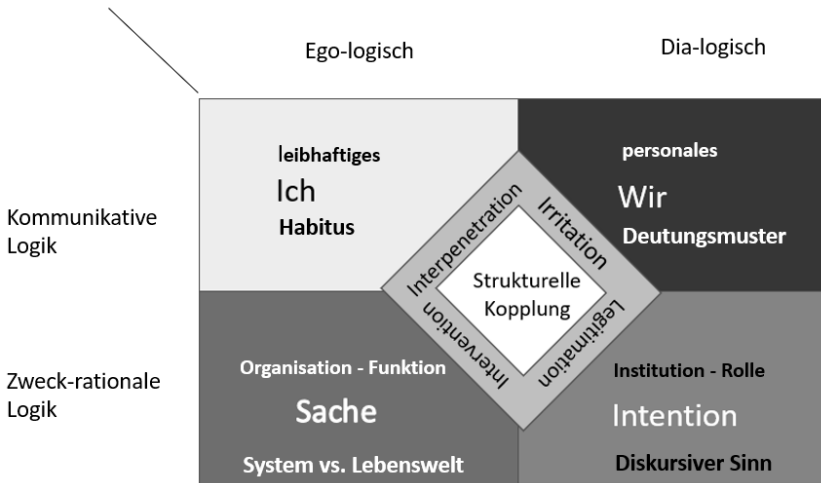 Ego-logisch
Dia-logisch
Kommunikative
Logik
leibhaftiges
Ich
Habitus
personales
Wir
Deutungsmuster
Interpenetration
Irritation
Strukturelle
Kopplung
Intervention
Legitimation
Zweck-rationale
Logik
Organisation - Funktion
Sache
System vs. Lebenswelt
Institution - Rolle
Intention
Diskursiver Sinn